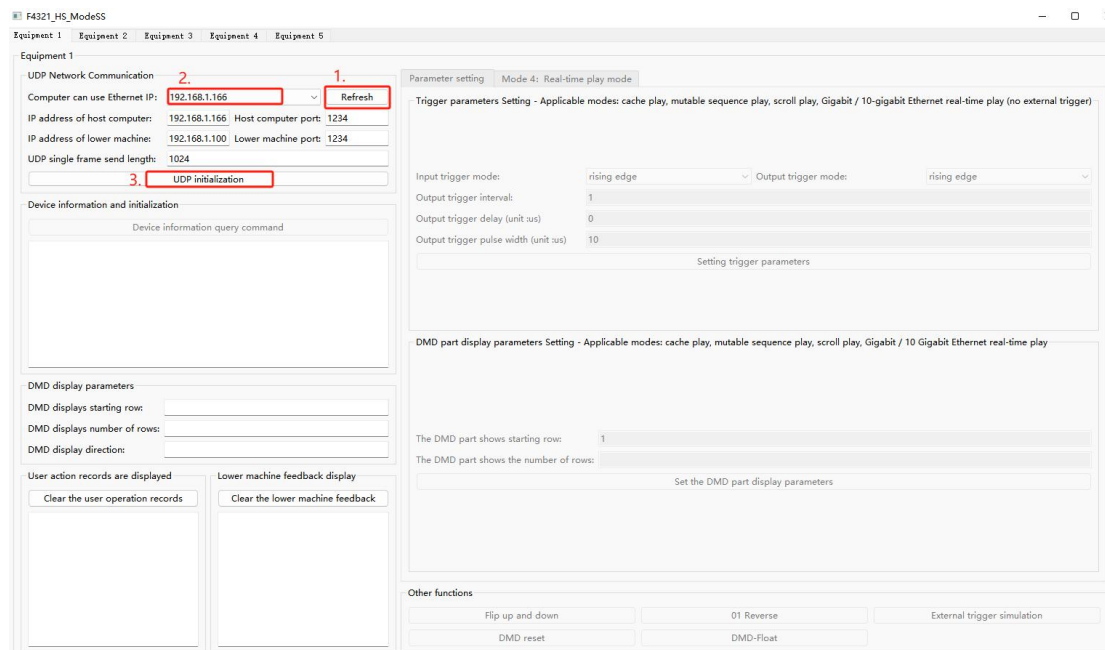 F4321_HS_ModeSS
Equipment 1 Equipment 2 Equipment 3 Equipment 4 Equipment 5
Equipment 1
UDP Network Communication
2.
1.
Computer can use Ethernet IP: 192.168.1.166 Refresh
IP address of host computer: 192.168.1.166 Host computer port: 1234
IP address of lower machine: 192.168.1.100 Lower machine port: 1234
UDP single frame send length: 1024
3. UDP initialization
Device information and initialization
Device information query command
DMD display parameters
DMD displays starting row:
DMD displays number of rows:
DMD display direction:
User action records are displayed
Clear the user operation records
Lower machine feedback display
Clear the lower machine feedback
Parameter setting Mode 4: Real-time play mode
Trigger parameters Setting - Applicable modes: cache play, mutable sequence play, scroll play, Gigabit / 10-gigabit Ethernet real-time play (no external trigger)
Input trigger mode: rising edge Output trigger mode: rising edge
Output trigger interval: 1
Output trigger delay (unit :us) 0
Output trigger pulse width (unit :us) 10
Setting trigger parameters
DMD part display parameters Setting - Applicable modes: cache play, mutable sequence play, scroll play, Gigabit / 10 Gigabit Ethernet real-time play
The DMD part shows starting row: 1
The DMD part shows the number of rows:
Set the DMD part display parameters
Other functions
Flip up and down 01 Reverse External trigger simulation
DMD reset DMD-Float